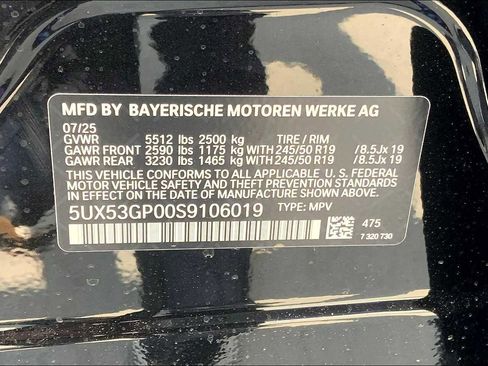 MFD BY BAYERISCHE MOTOREN WERKE AG
07/25
GVWR 5512 lbs 2500 kg TIRE / RIM
GAWR FRONT 2590 lbs 1175 kg WITH 245/50 R19 /8.5Jx 19
GAWR REAR 3230 lbs 1465 kg WITH 245/50 R19 /8.5Jx 19
THIS VEHICLE CONFORMS TO ALL APPLICABLE U. S. FEDERAL
MOTOR VEHICLE SAFETY AND THEFT PREVENTION STANDARDS
IN EFFECT ON THE DATE OF MANUFACTURE SHOWN ABOVE.
5UX53GP00S9106019 TYPE: MPV
475
7 320 730